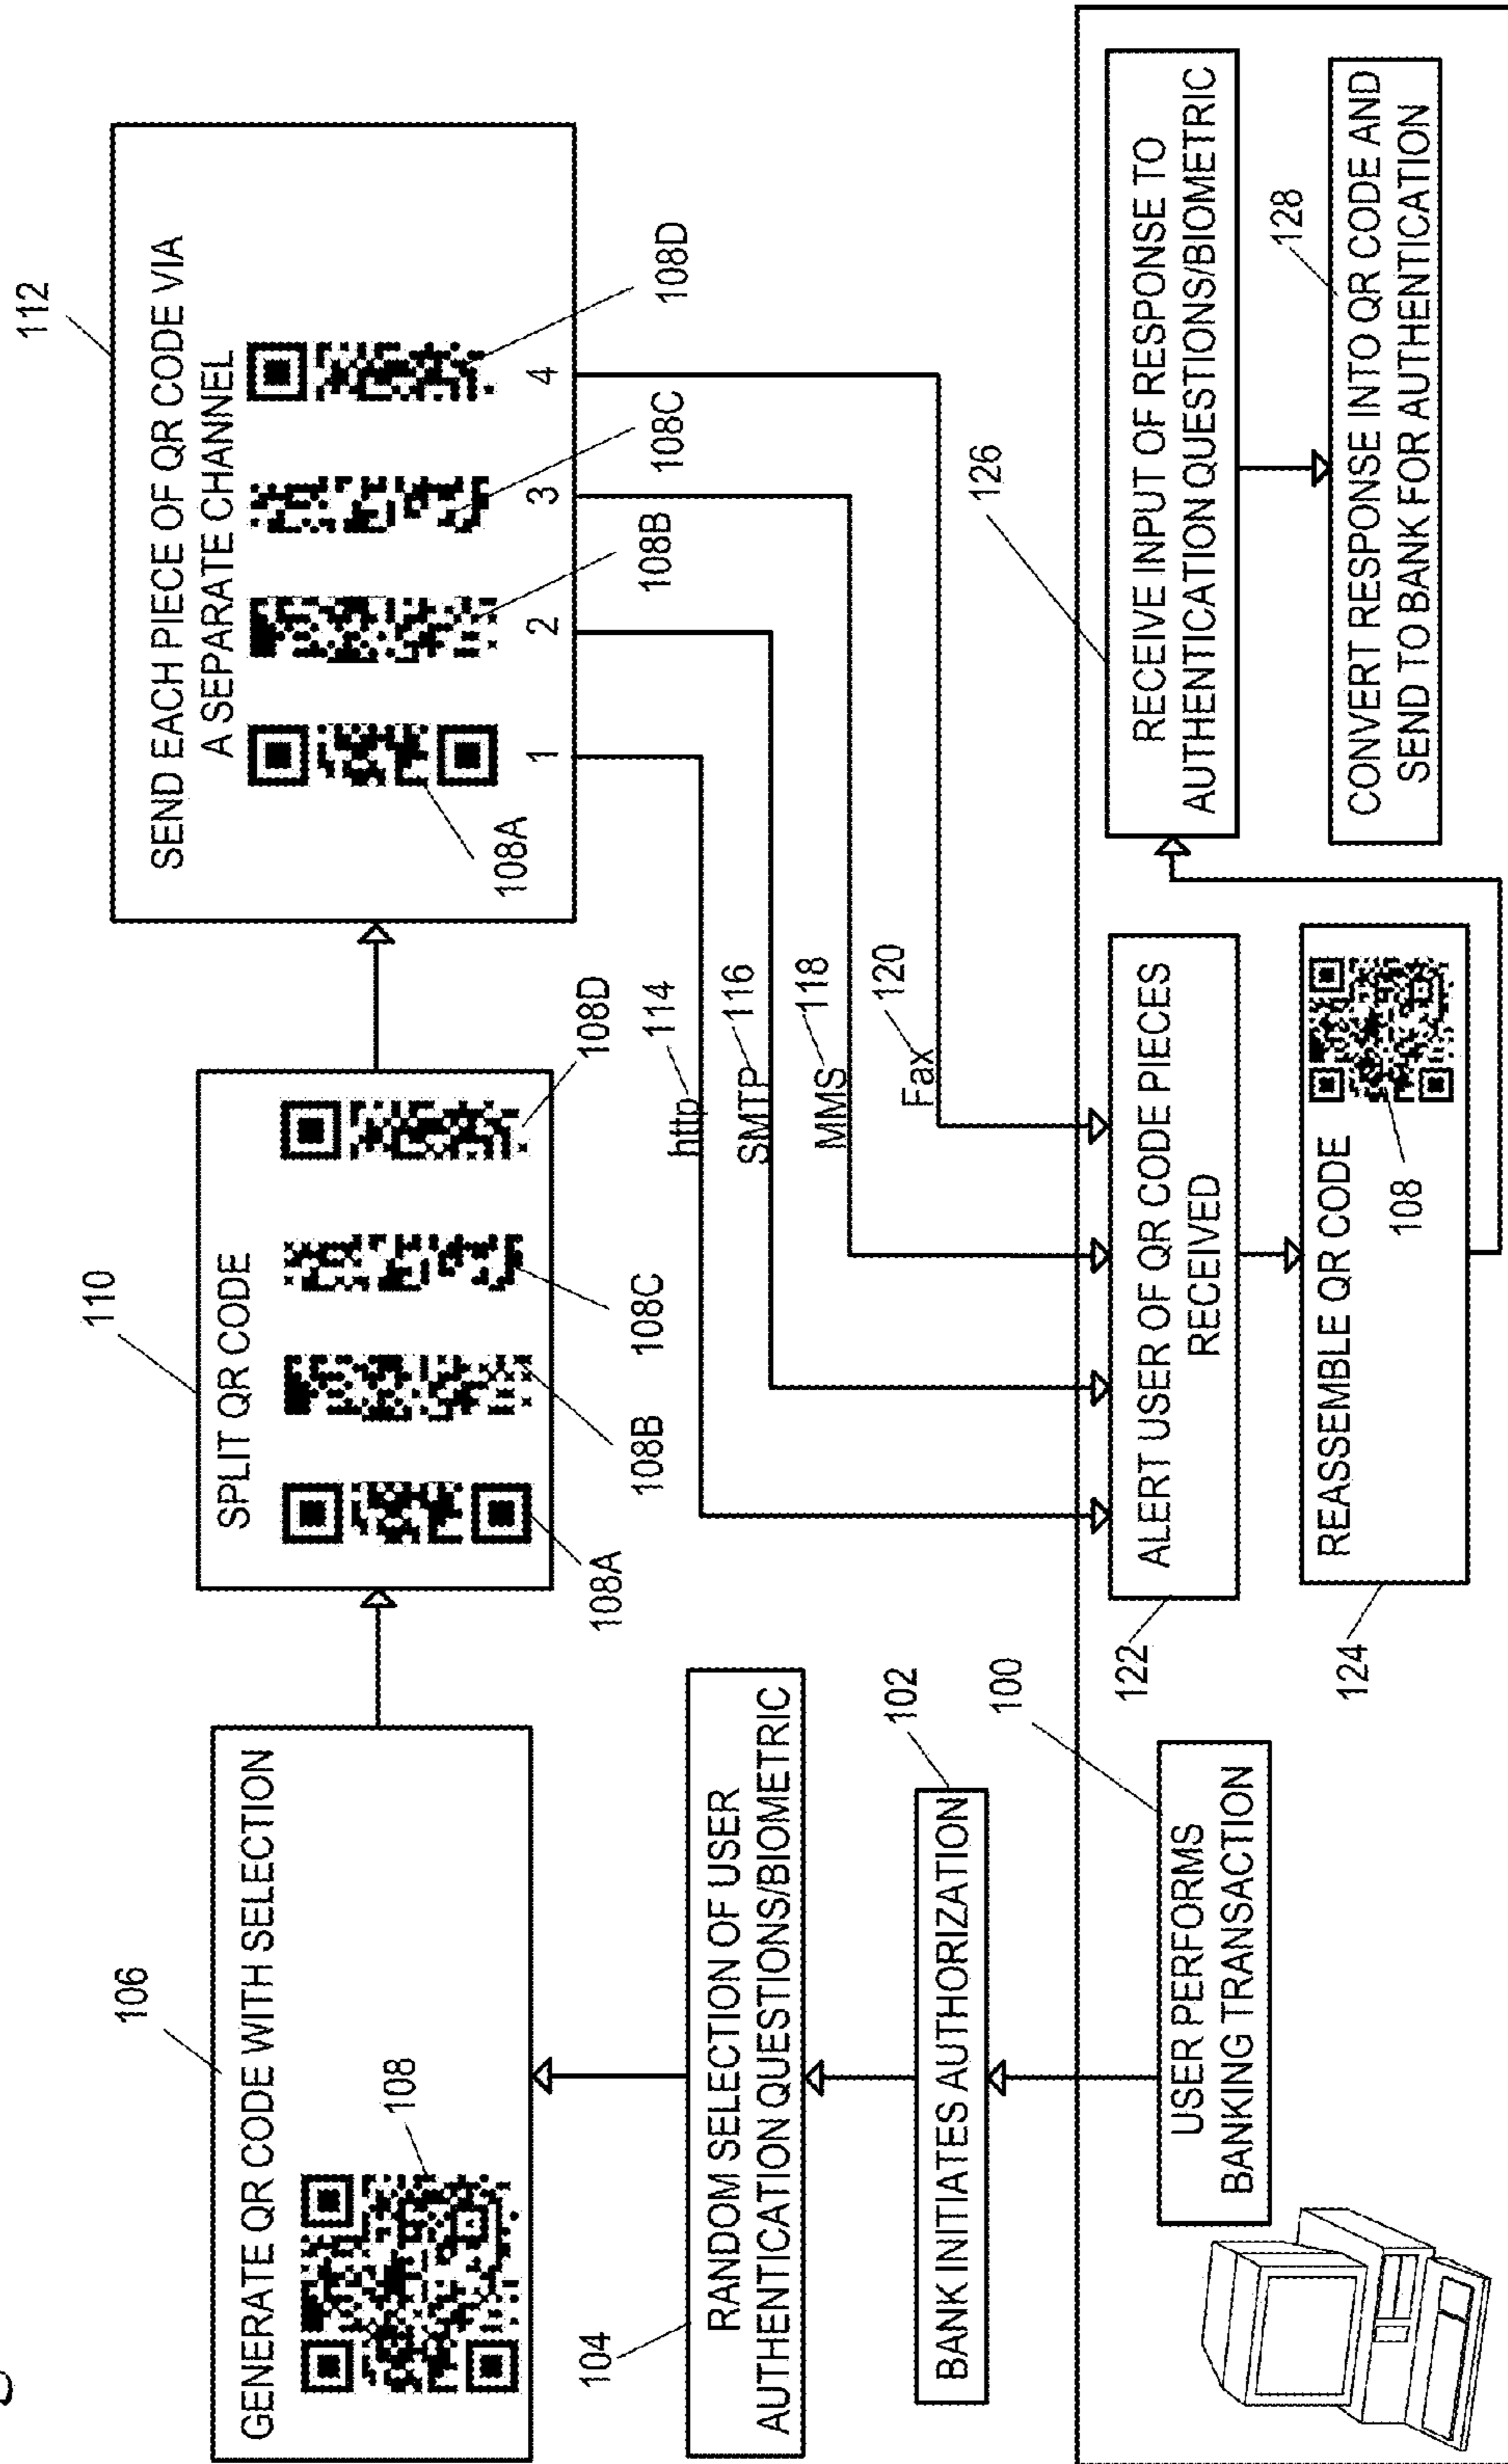 106
GENERATE QR CODE WITH SELECTION
108
110
SPLIT QR CODE
108A
108B
108C
108D
112
SEND EACH PIECE OF QR CODE VIA
A SEPARATE CHANNEL
108A
108B
108C
108D
1
2
3
4
104
RANDOM SELECTION OF USER
AUTHENTICATION QUESTIONS/BIOMETRIC
102
BANK INITIATES AUTHORIZATION
100
USER PERFORMS
BANKING TRANSACTION
http
114
SMTP
116
MMS
118
Fax
120
122
ALERT USER OF QR CODE PIECES
RECEIVED
124
REASSEMBLE QR CODE
108
126
RECEIVE INPUT OF RESPONSE TO
AUTHENTICATION QUESTIONS/BIOMETRIC
128
CONVERT RESPONSE INTO QR CODE AND
SEND TO BANK FOR AUTHENTICATION